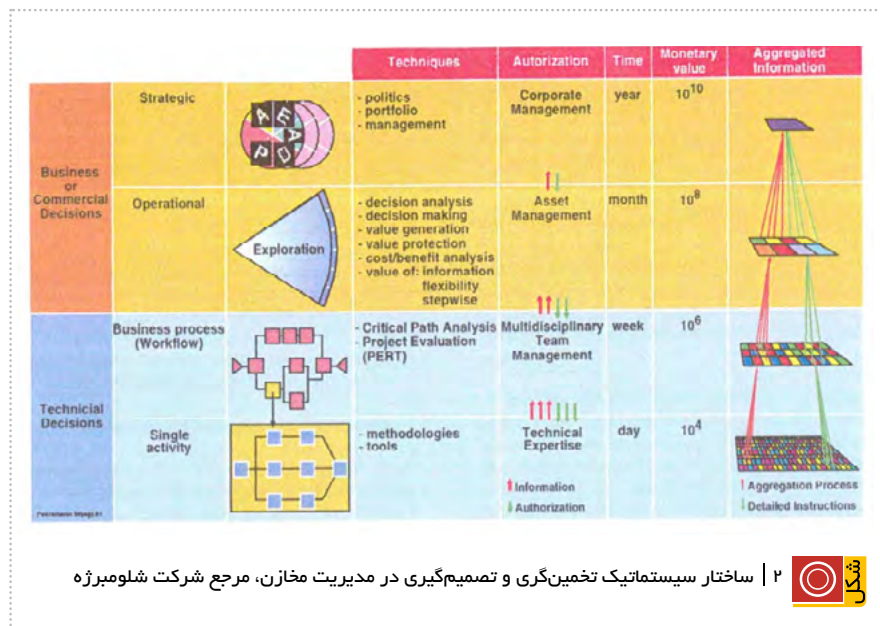 Techniques
Autorization
Time
Monetary
value
Aggregated
Information
Business
or
Commercial
Decisions
Strategic
A E A P D
- politics
- portfolio
- management
Corporate
Management
year
10¹⁰
Operational
Exploration
- decision analysis
- decision making
- value generation
- value protection
- cost/benefit analysis
- value of: information
flexibility
stepwise
Asset
Management
month
10⁸
Technicial
Decisions
Business process
(Workflow)
- Critical Path Analysis
- Project Evaluation
(PERT)
Multidisciplinary
Team
Management
week
10⁶
Single
activity
- methodologies
- tools
Technical
Expertise
day
10⁴
Information
Authorization
Aggregation Process
Detailed Instructions
شکل
۲ | ساختار سیستماتیک تخمین‌گری و تصمیم‌گیری در مدیریت مخازن، مرجع شرکت شلومبرژه